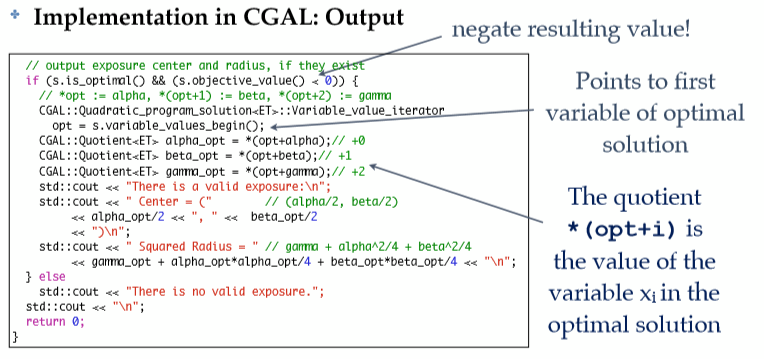 Implementation in CGAL: Output
negate resulting value!
// output exposure center and radius, if they exist
if (s.is_optimal() && (s.objective_value() < 0)) {
// *opt := alpha, *(opt+1) := beta, *(opt+2) := gamma
CGAL::Quadratic_program_solution<ET>::Variable_value_iterator
opt = s.variable_values_begin();
CGAL::Quotient<ET> alpha_opt = *(opt+alpha);// +0
CGAL::Quotient<ET> beta_opt = *(opt+beta);// +1
CGAL::Quotient<ET> gamma_opt = *(opt+gamma);// +2
std::cout << "There is a valid exposure:\n";
std::cout << " Center = (" // (alpha/2, beta/2)
<< alpha_opt/2 << ", " << beta_opt/2
<< ")\n";
std::cout << " Squared Radius = " // gamma + alpha^2/4 + beta^2/4
<< gamma_opt + alpha_opt*alpha_opt/4 + beta_opt*beta_opt/4 << "\n";
} else
std::cout << "There is no valid exposure.";
std::cout << "\n";
return 0;
}
Points to first
variable of optimal
solution
The quotient
*(opt+i) is
the value of the
variable xi in the
optimal solution